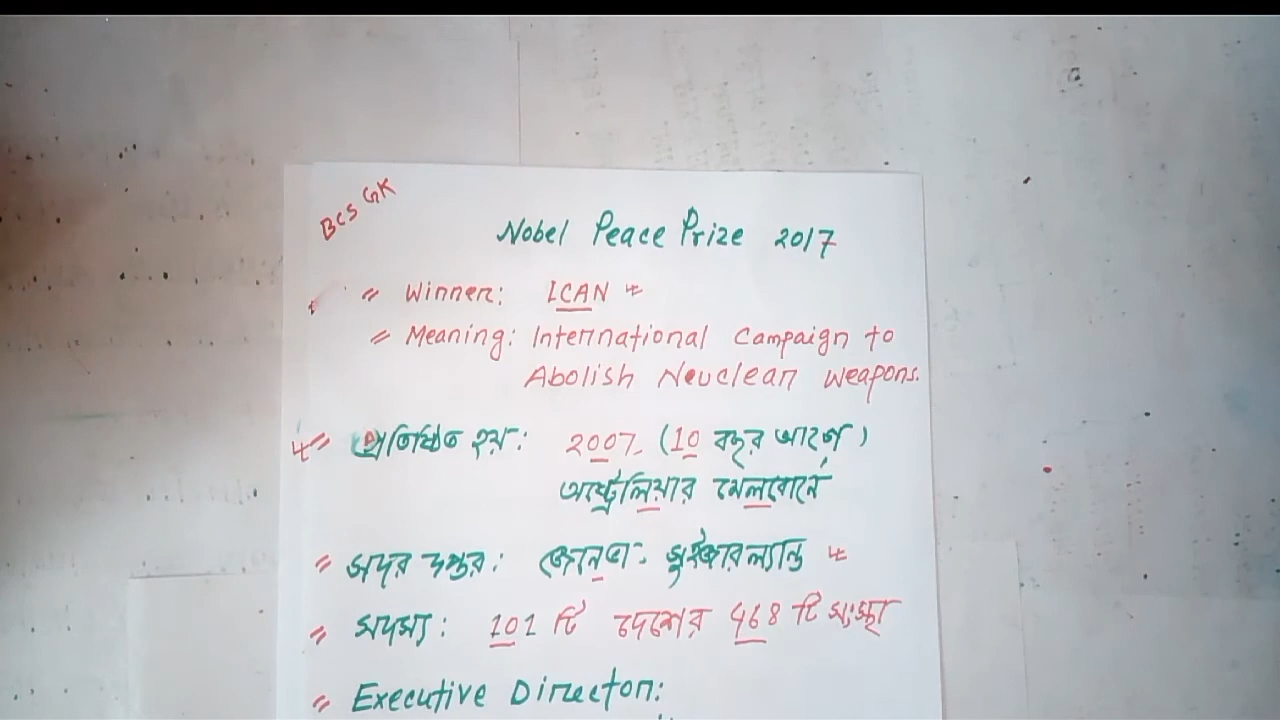 BCS GK
Nobel Peace Prize 2017
" Winner: ICAN
" Meaning: International Campaign to
Abolish Neuclear Weapons.
" প্রতিষ্ঠিত হয়: 2007 (10 বছর আগে)
অস্ট্রেলিয়ার মেলবোর্নে
" সদর দপ্তর: জেনেভা - সুইজারল্যান্ড
" সদস্য: 101 টি দেশের 468 টি সংস্থা
" Executive Director: